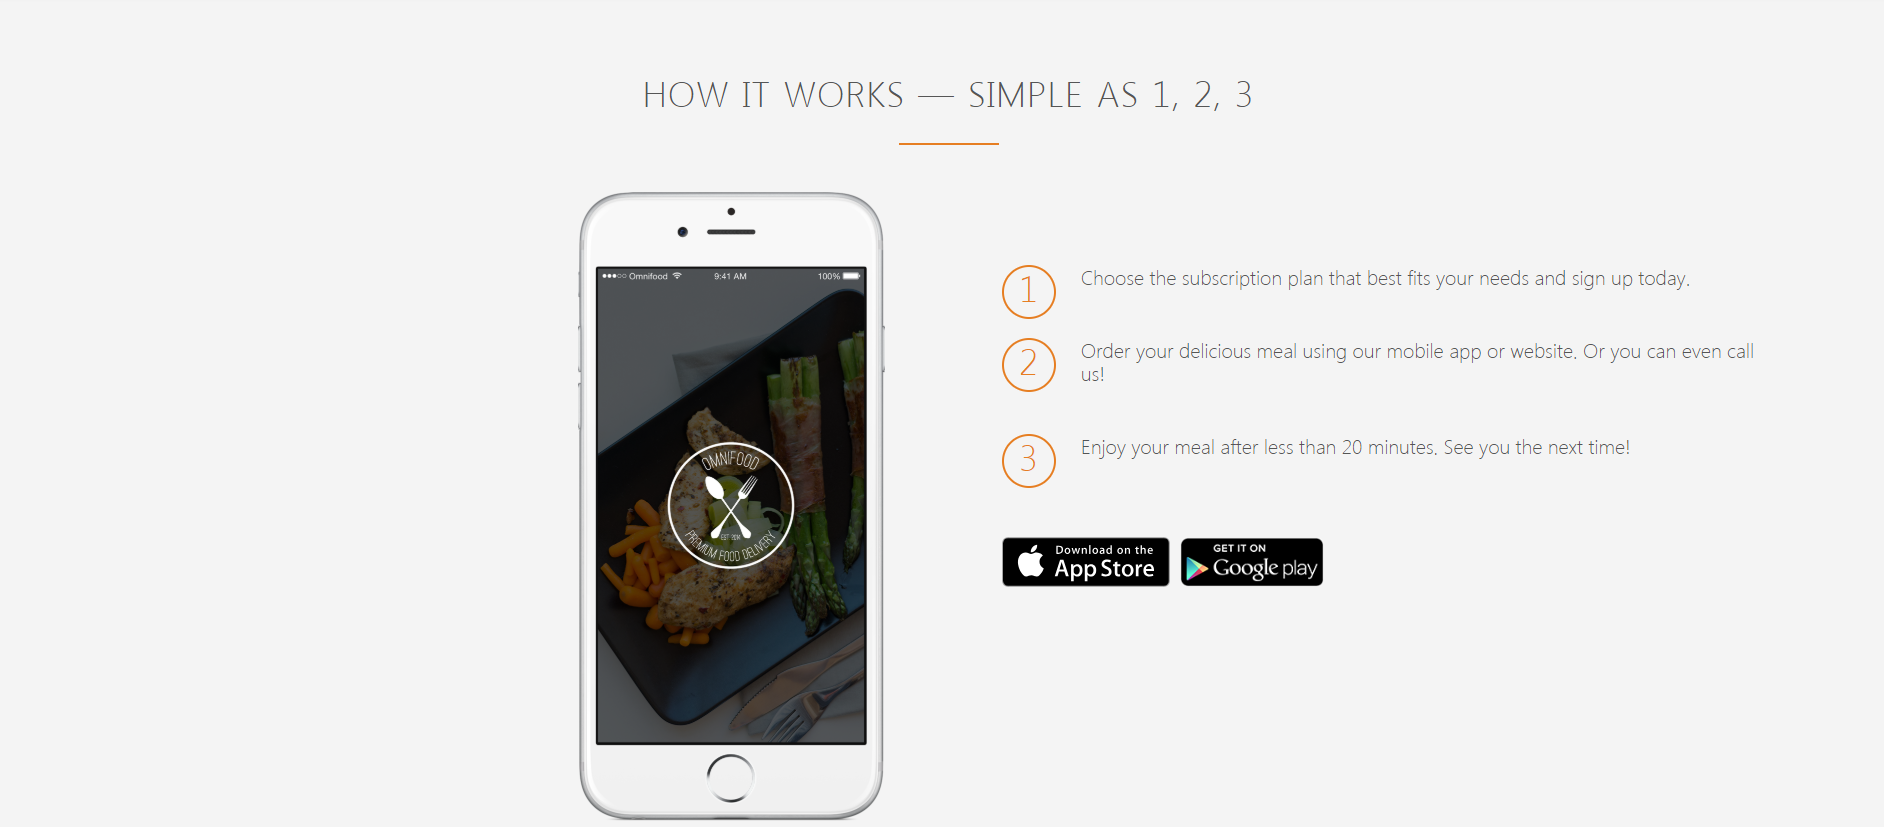 HOW IT WORKS — SIMPLE AS 1, 2, 3
Omnifood 9:41 AM 100%
OMNIFOOD
EST 2011
PREMIUM FOOD DELIVERY
1 Choose the subscription plan that best fits your needs and sign up today.
2 Order your delicious meal using our mobile app or website. Or you can even call
us!
3 Enjoy your meal after less than 20 minutes. See you the next time!
Download on the
App Store
GET IT ON
Google play